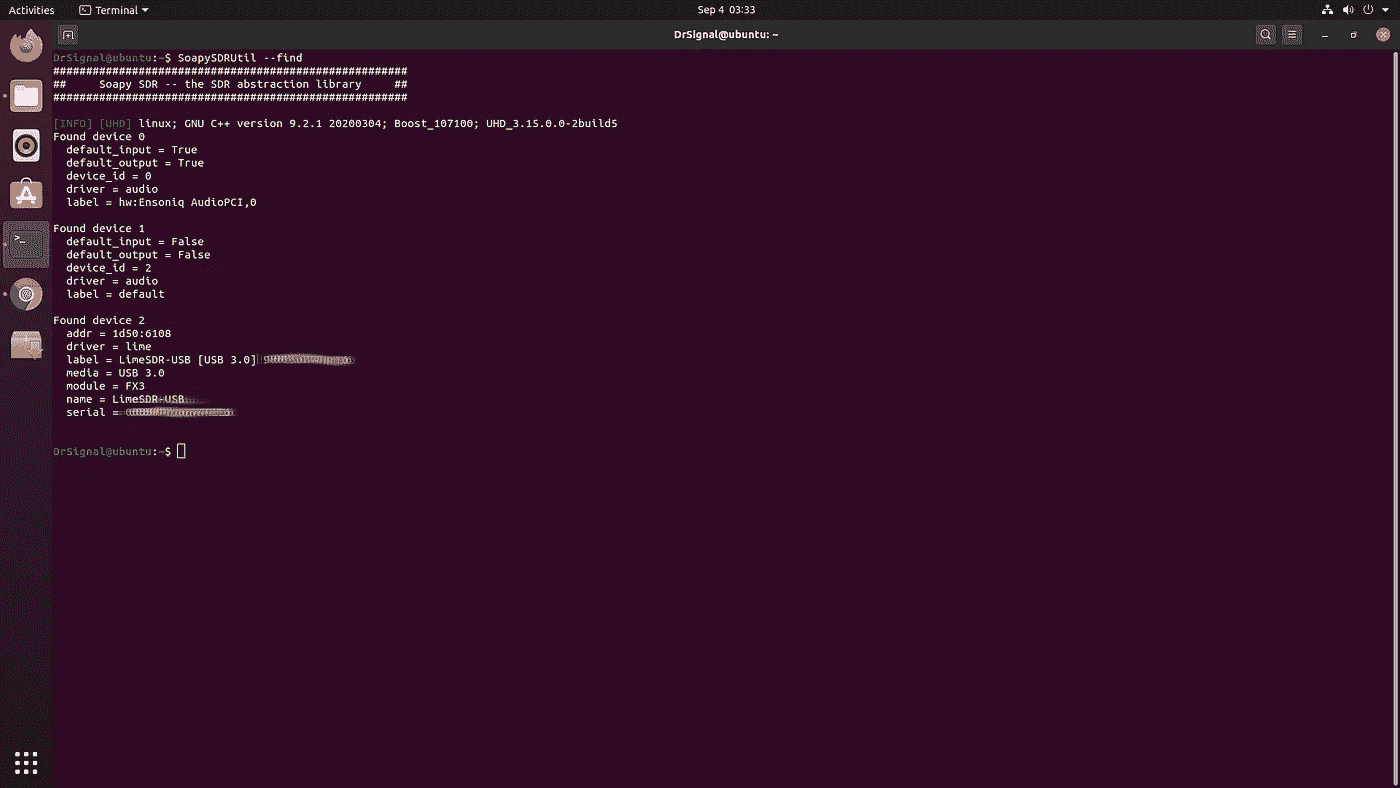 Activities Terminal Sep 4 03:33
DrSignal@ubuntu: ~
DrSignal@ubuntu:~$ SoapySDRUtil --find
######################################################
##     Soapy SDR -- the SDR abstraction library     ##
######################################################
[INFO] [UHD] linux; GNU C++ version 9.2.1 20200304; Boost_107100; UHD_3.15.0.0-2build5
Found device 0
  default_input = True
  default_output = True
  device_id = 0
  driver = audio
  label = hw:Ensoniq AudioPCI,0
Found device 1
  default_input = False
  default_output = False
  device_id = 2
  driver = audio
  label = default
Found device 2
  addr = 1d50:6108
  driver = lime
  label = LimeSDR-USB [USB 3.0]
  media = USB 3.0
  module = FX3
  name = LimeSDR-USB
  serial =
DrSignal@ubuntu:~$